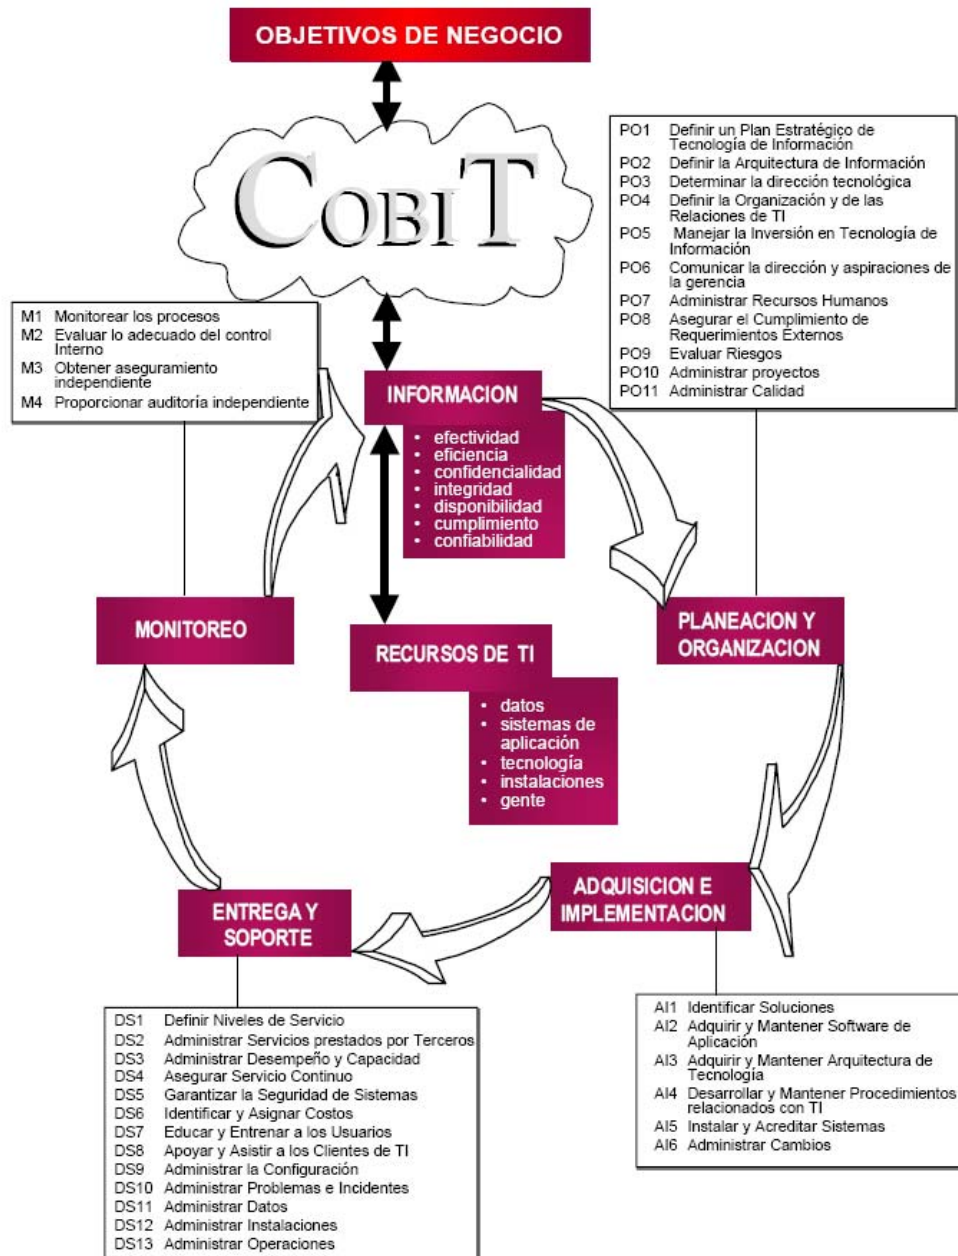 OBJETIVOS DE NEGOCIO
COBIT
PO1 Definir un Plan Estratégico de
Tecnología de Información
PO2 Definir la Arquitectura de Información
PO3 Determinar la dirección tecnológica
PO4 Definir la Organización y de las
Relaciones de TI
PO5 Manejar la Inversión en Tecnología de
Información
PO6 Comunicar la dirección y aspiraciones de
la gerencia
PO7 Administrar Recursos Humanos
PO8 Asegurar el Cumplimiento de
Requerimientos Externos
PO9 Evaluar Riesgos
PO10 Administrar proyectos
PO11 Administrar Calidad
M1 Monitorear los procesos
M2 Evaluar lo adecuado del control
Interno
M3 Obtener aseguramiento
independiente
M4 Proporcionar auditoría independiente
INFORMACION
• efectividad
• eficiencia
• confidencialidad
• integridad
• disponibilidad
• cumplimiento
• confiabilidad
MONITOREO
PLANEACION Y
ORGANIZACION
RECURSOS DE TI
• datos
• sistemas de
aplicación
• tecnología
• instalaciones
• gente
ENTREGA Y
SOPORTE
ADQUISICION E
IMPLEMENTACION
DS1 Definir Niveles de Servicio
DS2 Administrar Servicios prestados por Terceros
DS3 Administrar Desempeño y Capacidad
DS4 Asegurar Servicio Continuo
DS5 Garantizar la Seguridad de Sistemas
DS6 Identificar y Asignar Costos
DS7 Educar y Entrenar a los Usuarios
DS8 Apoyar y Asistir a los Clientes de TI
DS9 Administrar la Configuración
DS10 Administrar Problemas e Incidentes
DS11 Administrar Datos
DS12 Administrar Instalaciones
DS13 Administrar Operaciones
AI1 Identificar Soluciones
AI2 Adquirir y Mantener Software de
Aplicación
AI3 Adquirir y Mantener Arquitectura de
Tecnología
AI4 Desarrollar y Mantener Procedimientos
relacionados con TI
AI5 Instalar y Acreditar Sistemas
AI6 Administrar Cambios